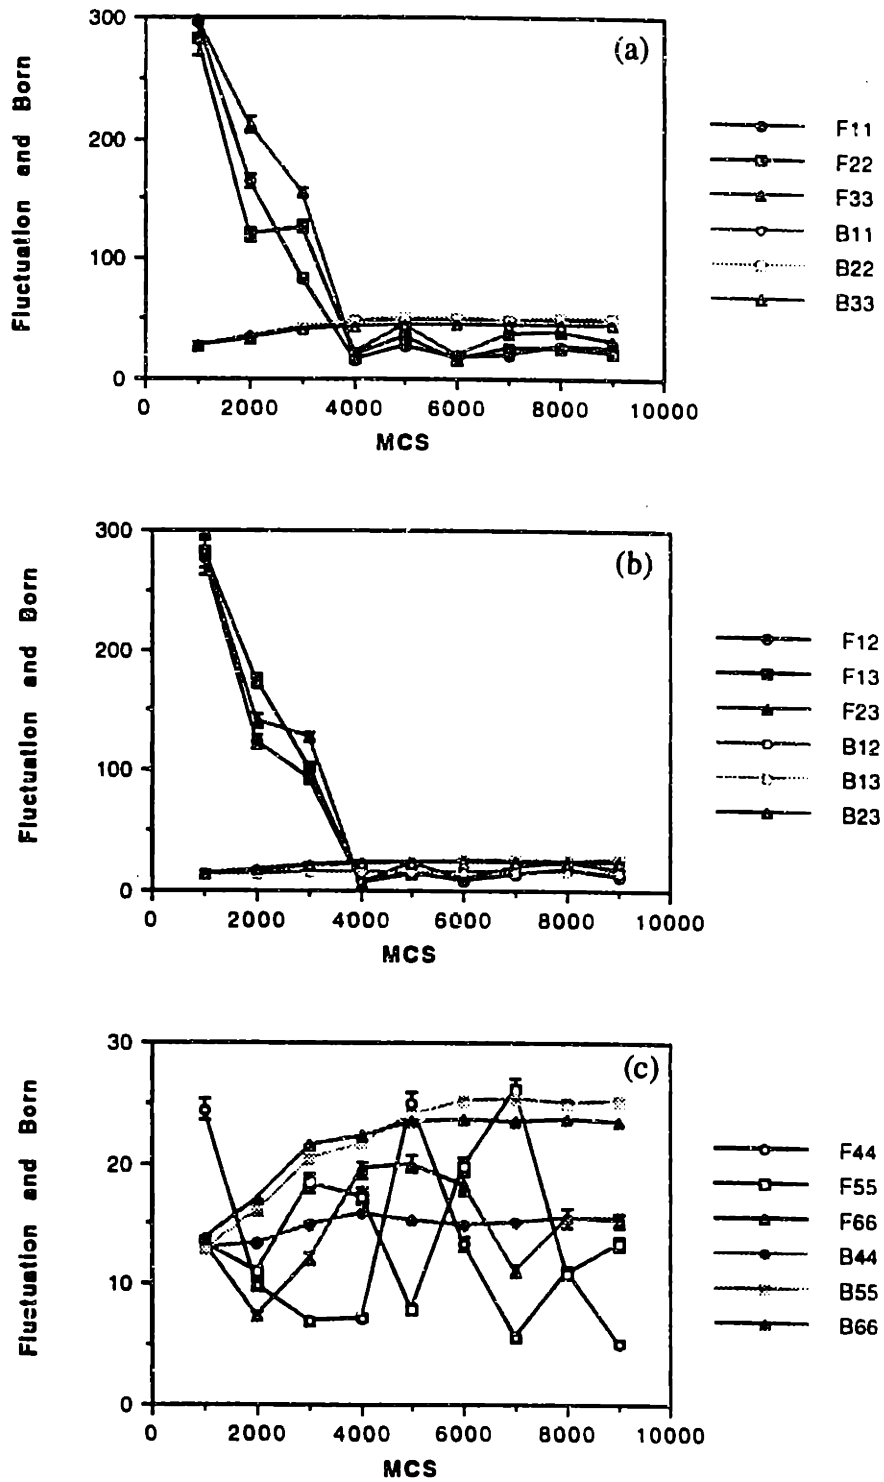 300
200
100
0
0 2000 4000 6000 8000 10000
MCS
Fluctuation and Born
(a)
F11
F22
F33
B11
B22
B33
300
200
100
0
0 2000 4000 6000 8000 10000
MCS
Fluctuation and Born
(b)
F12
F13
F23
B12
B13
B23
30
20
10
0
0 2000 4000 6000 8000 10000
MCS
Fluctuation and Born
(c)
F44
F55
F66
B44
B55
B66